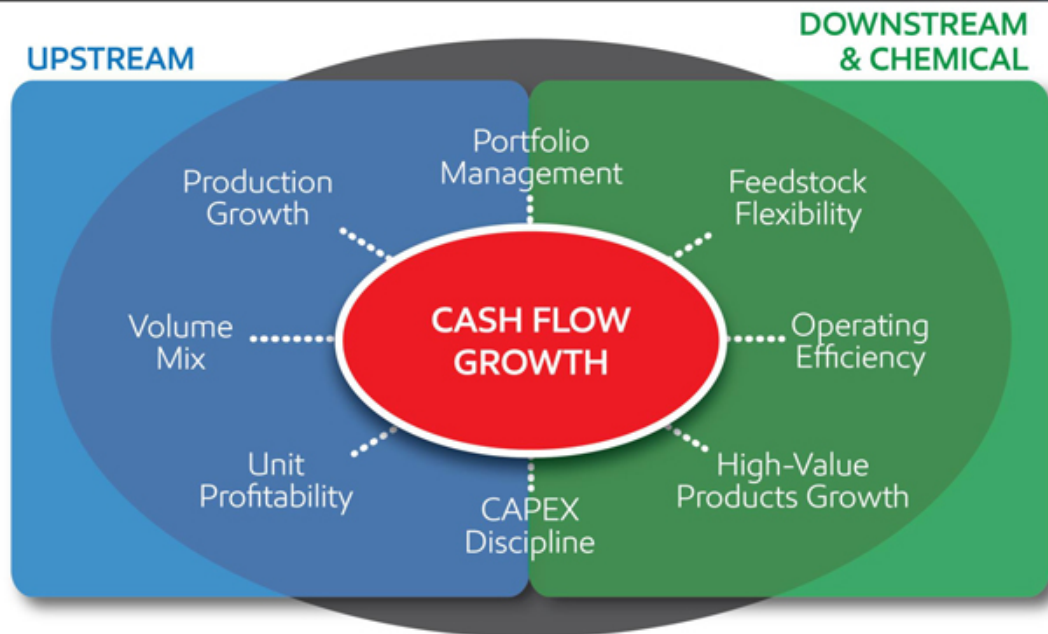 UPSTREAM
DOWNSTREAM
& CHEMICAL
Portfolio
Management
Production
Growth
Feedstock
Flexibility
Volume
Mix
CASH FLOW
GROWTH
Operating
Efficiency
Unit
Profitability
High-Value
Products Growth
CAPEX
Discipline